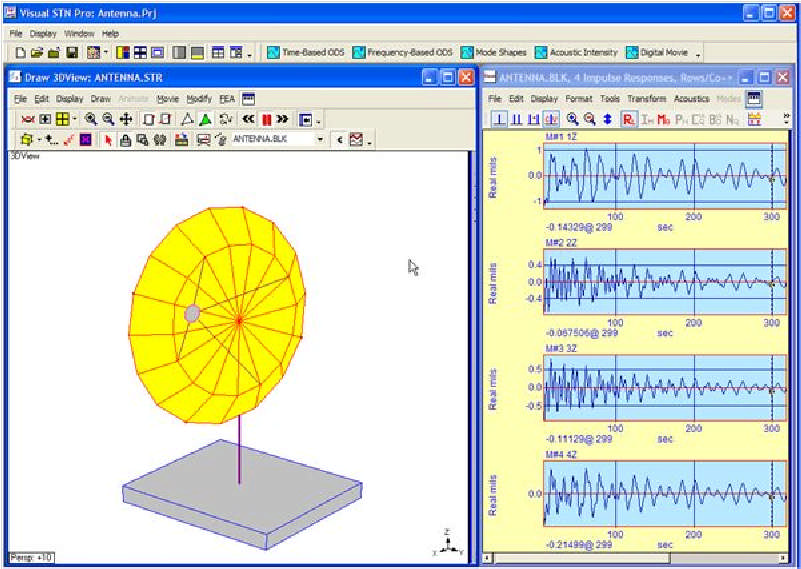 Visual STN Pro: Antenna.Prj
File Display Window Help
Time-Based ODS Frequency-Based ODS Mode Shapes Acoustic Intensity Digital Movie
Draw 3DView: ANTENNA.STR
File Edit Display Draw Animate Movie Modify FEA
ANTENNA.BLK
3DView
Persp: +10
Z
X Y
ANTENNA.BLK, 4 Impulse Responses, Rows/Co->
File Edit Display Format Tools Transform Acoustics Modes
M#1 1Z
Real mils
1
0.0
-1
100 200 300
-0.14329@ 299 sec
M#2 2Z
Real mils
0.4
0.0
-0.4
100 200 300
-0.067506@ 299 sec
M#3 3Z
Real mils
0.5
0.0
-0.5
100 200 300
-0.11129@ 299 sec
M#4 4Z
Real mils
0.0
100 200 300
-0.21499@ 299 sec